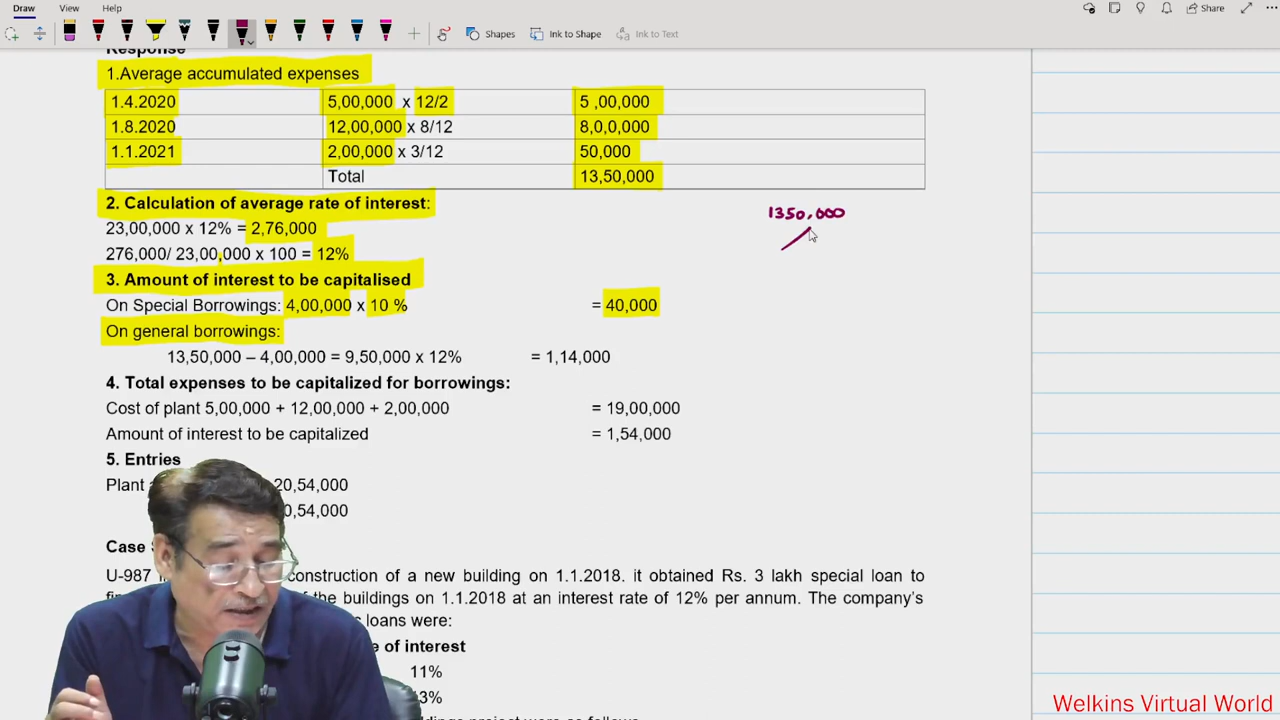 Draw View Help
Shapes Ink to Shape Ink to Text Share
Response
1.Average accumulated expenses
1.4.2020 5,00,000 x 12/2 5 ,00,000
1.8.2020 12,00,000 x 8/12 8,0,0,000
1.1.2021 2,00,000 x 3/12 50,000
Total 13,50,000
2. Calculation of average rate of interest:
23,00,000 x 12% = 2,76,000
1350,000
276,000/ 23,00,000 x 100 = 12%
3. Amount of interest to be capitalised
On Special Borrowings: 4,00,000 x 10 % = 40,000
On general borrowings:
13,50,000 – 4,00,000 = 9,50,000 x 12% = 1,14,000
4. Total expenses to be capitalized for borrowings:
Cost of plant 5,00,000 + 12,00,000 + 2,00,000 = 19,00,000
Amount of interest to be capitalized = 1,54,000
5. Entries
Plant 20,54,000
0,54,000
Case
U-987 construction of a new building on 1.1.2018. it obtained Rs. 3 lakh special loan to
of the buildings on 1.1.2018 at an interest rate of 12% per annum. The company's
loans were:
of interest
11%
3%
project were as follows
Welkins Virtual World